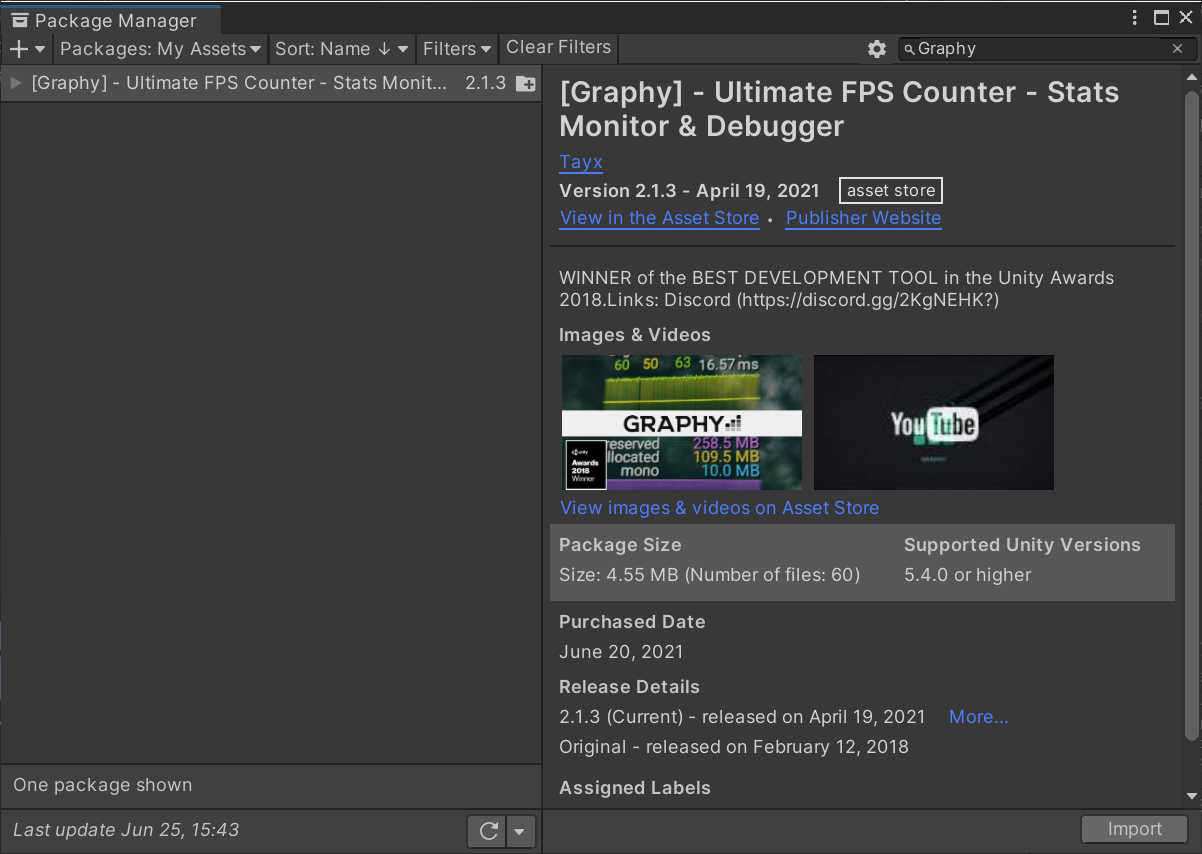 Package Manager
Packages: My Assets
Sort: Name ↓
Filters
Clear Filters
Graphy
[Graphy] - Ultimate FPS Counter - Stats Monit... 2.1.3
[Graphy] - Ultimate FPS Counter - Stats
Monitor & Debugger
Tayx
Version 2.1.3 - April 19, 2021 asset store
View in the Asset Store • Publisher Website
WINNER of the BEST DEVELOPMENT TOOL in the Unity Awards
2018.Links: Discord (https://discord.gg/2KgNEHK?)
Images & Videos
60 50 63 16.57 ms
GRAPHY
reserved 258.5 MB
llocated 109.5 MB
mono 10.0 MB
unity
Awards
2018
Winner
YouTube
View images & videos on Asset Store
Package Size
Size: 4.55 MB (Number of files: 60)
Supported Unity Versions
5.4.0 or higher
Purchased Date
June 20, 2021
Release Details
2.1.3 (Current) - released on April 19, 2021 More...
Original - released on February 12, 2018
Assigned Labels
One package shown
Last update Jun 25, 15:43
Import